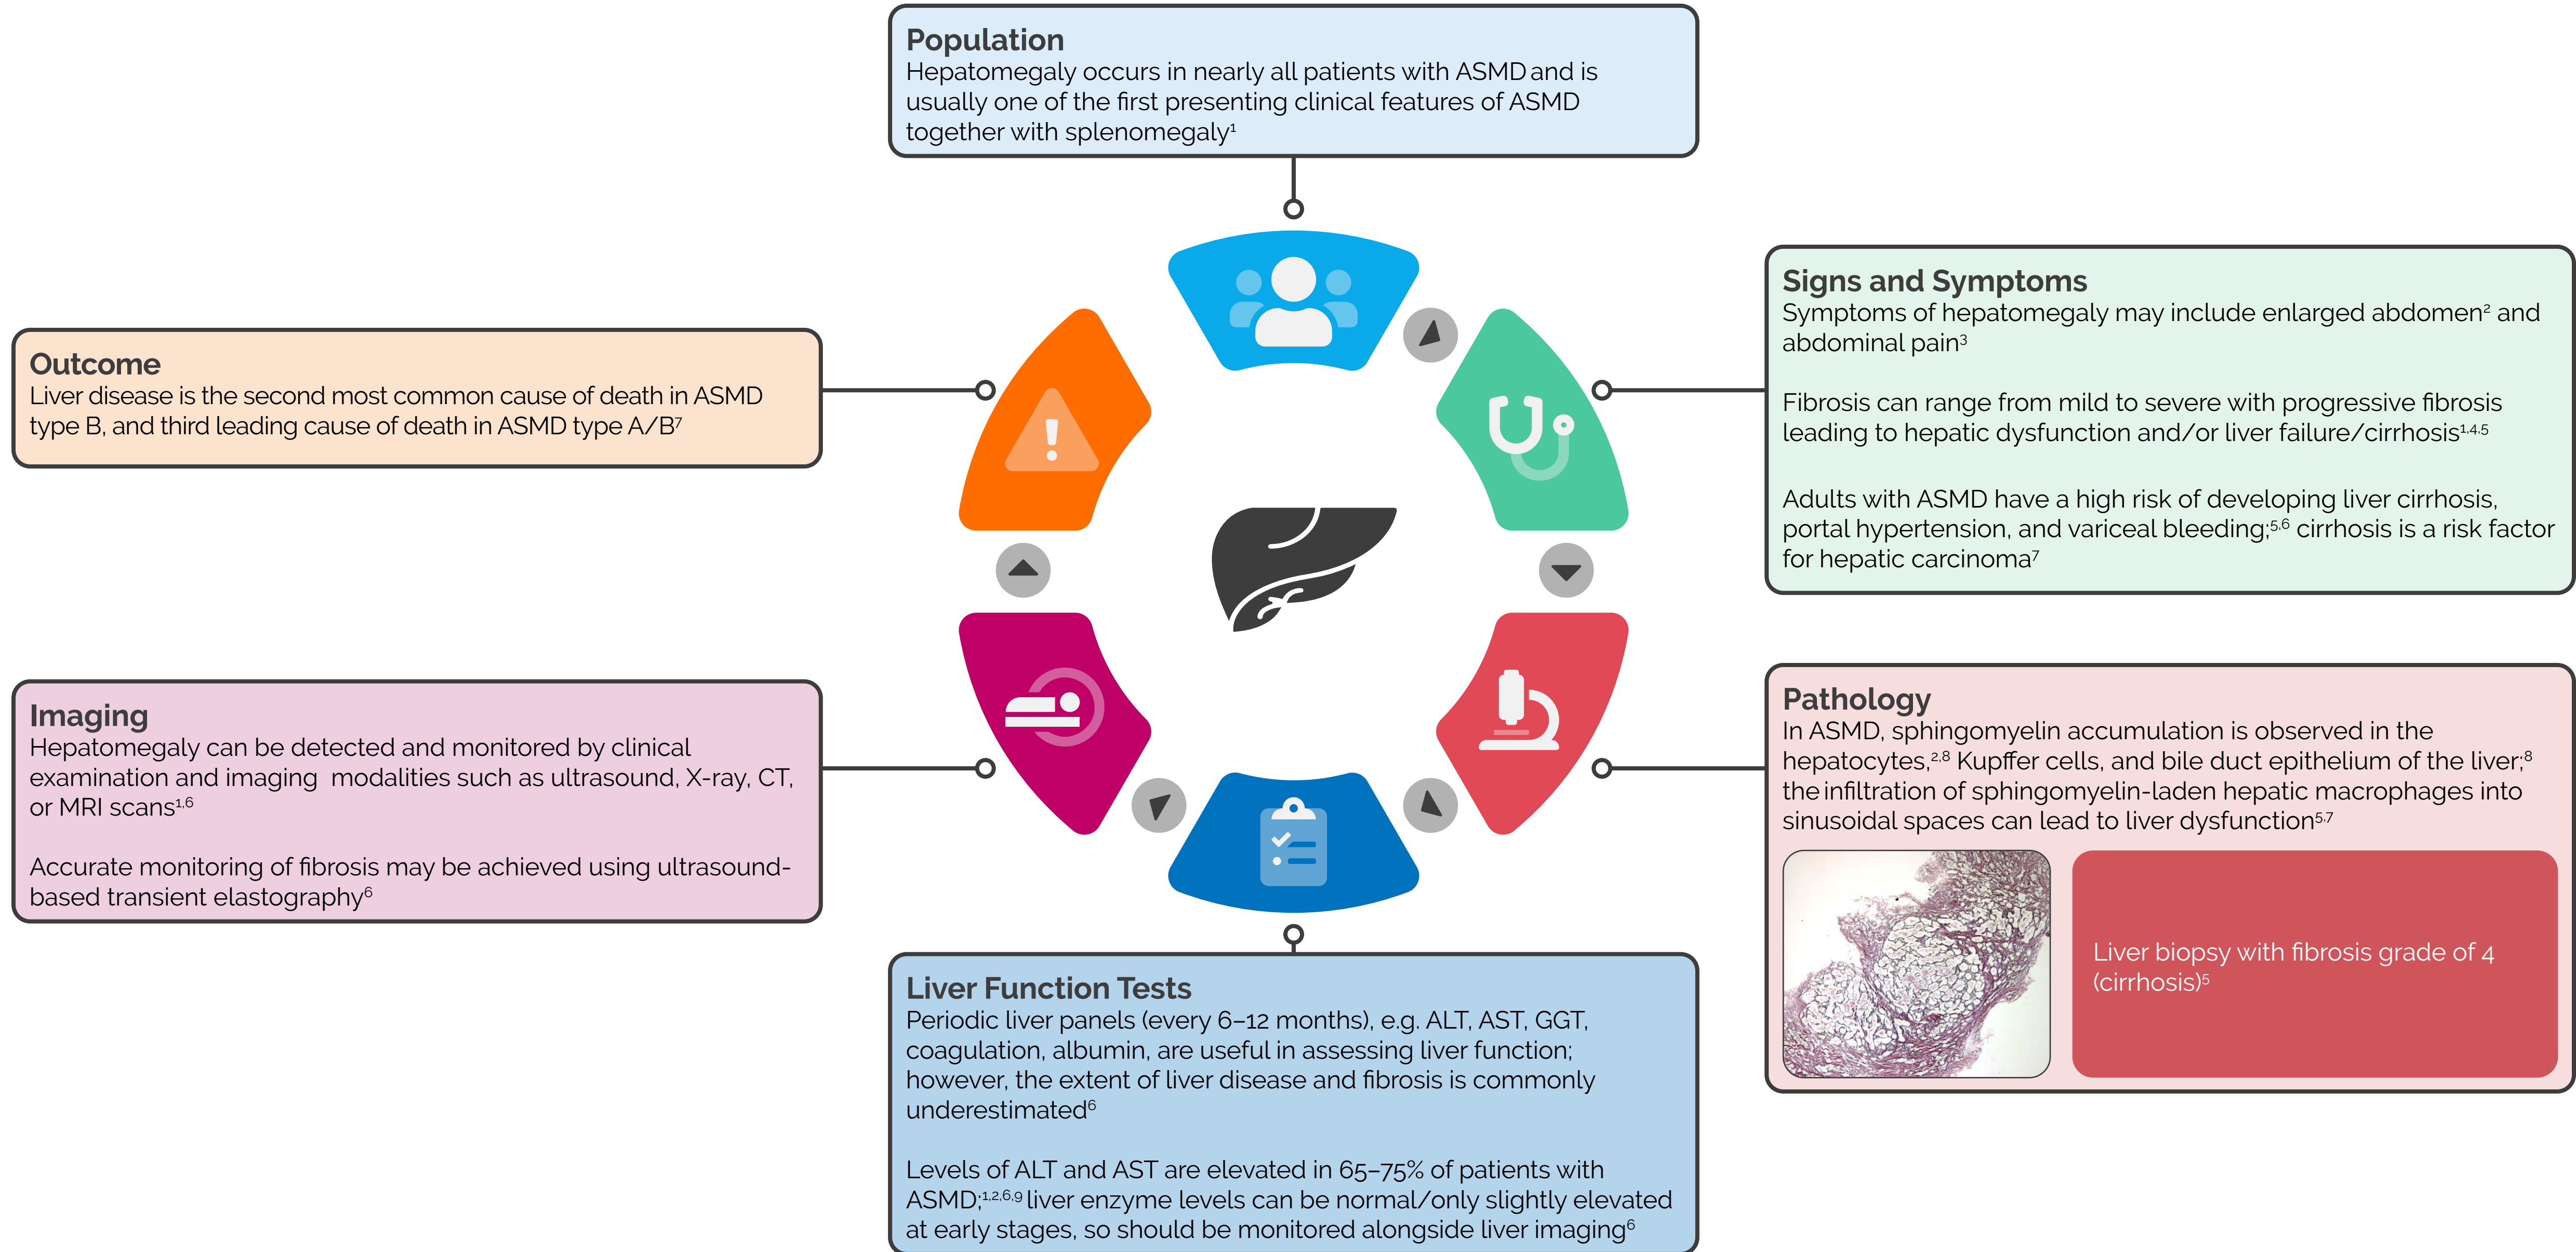 Population
Hepatomegaly occurs in nearly all patients with ASMD and is
usually one of the first presenting clinical features of ASMD
together with splenomegaly¹
Signs and Symptoms
Symptoms of hepatomegaly may include enlarged abdomen² and
abdominal pain³
Fibrosis can range from mild to severe with progressive fibrosis
leading to hepatic dysfunction and/or liver failure/cirrhosis¹,⁴,⁵
Adults with ASMD have a high risk of developing liver cirrhosis,
portal hypertension, and variceal bleeding;⁵,⁶ cirrhosis is a risk factor
for hepatic carcinoma⁷
Pathology
In ASMD, sphingomyelin accumulation is observed in the
hepatocytes,²,⁸ Kupffer cells, and bile duct epithelium of the liver;⁸
the infiltration of sphingomyelin-laden hepatic macrophages into
sinusoidal spaces can lead to liver dysfunction⁵,⁷
Liver biopsy with fibrosis grade of 4
(cirrhosis)⁵
Liver Function Tests
Periodic liver panels (every 6–12 months), e.g. ALT, AST, GGT,
coagulation, albumin, are useful in assessing liver function;
however, the extent of liver disease and fibrosis is commonly
underestimated⁶
Levels of ALT and AST are elevated in 65–75% of patients with
ASMD;¹,²,⁶,⁹ liver enzyme levels can be normal/only slightly elevated
at early stages, so should be monitored alongside liver imaging⁶
Imaging
Hepatomegaly can be detected and monitored by clinical
examination and imaging modalities such as ultrasound, X-ray, CT,
or MRI scans¹,⁶
Accurate monitoring of fibrosis may be achieved using ultrasound-
based transient elastography⁶
Outcome
Liver disease is the second most common cause of death in ASMD
type B, and third leading cause of death in ASMD type A/B⁷